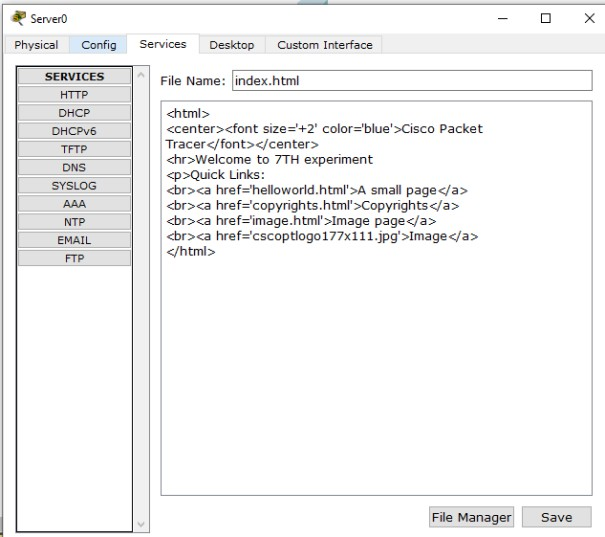 Server0
Physical Config Services Desktop Custom Interface
SERVICES
HTTP
DHCP
DHCPv6
TFTP
DNS
SYSLOG
AAA
NTP
EMAIL
FTP
File Name: index.html
<html>
<center><font size='+2' color='blue'>Cisco Packet
Tracer</font></center>
<hr>Welcome to 7TH experiment
<p>Quick Links:
<br><a href='helloworld.html'>A small page</a>
<br><a href='copyrights.html'>Copyrights</a>
<br><a href='image.html'>Image page</a>
<br><a href='cscoptlogo177x111.jpg'>Image</a>
</html>
File Manager Save